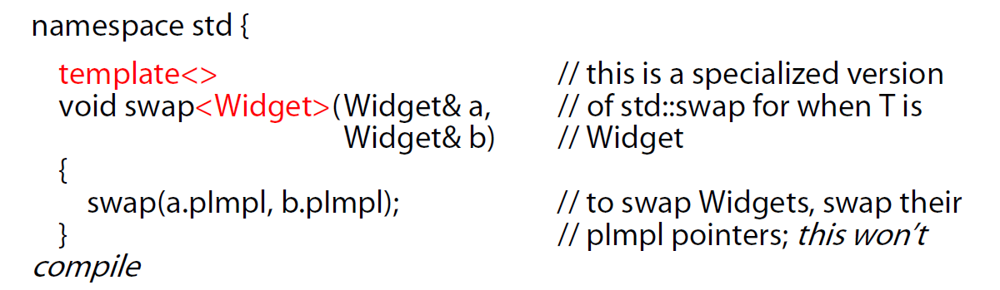 namespace std {
template<> // this is a specialized version
void swap<Widget>(Widget& a, // of std::swap for when T is
Widget& b) // Widget
{
swap(a.pImpl, b.pImpl); // to swap Widgets, swap their
} // pImpl pointers; this won’t
compile